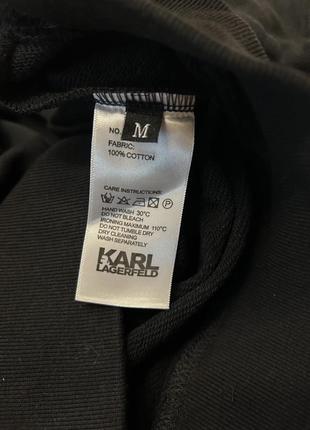 NO. M
FABRIC:
100% COTTON
CARE INSTRUCTIONS:
HAND WASH 30°C
DO NOT BLEACH
IRONING MAXIMUM 110°C
DO NOT TUMBLE DRY
DRY CLEANING
WASH SEPARATELY
KARL
LAGERFELD